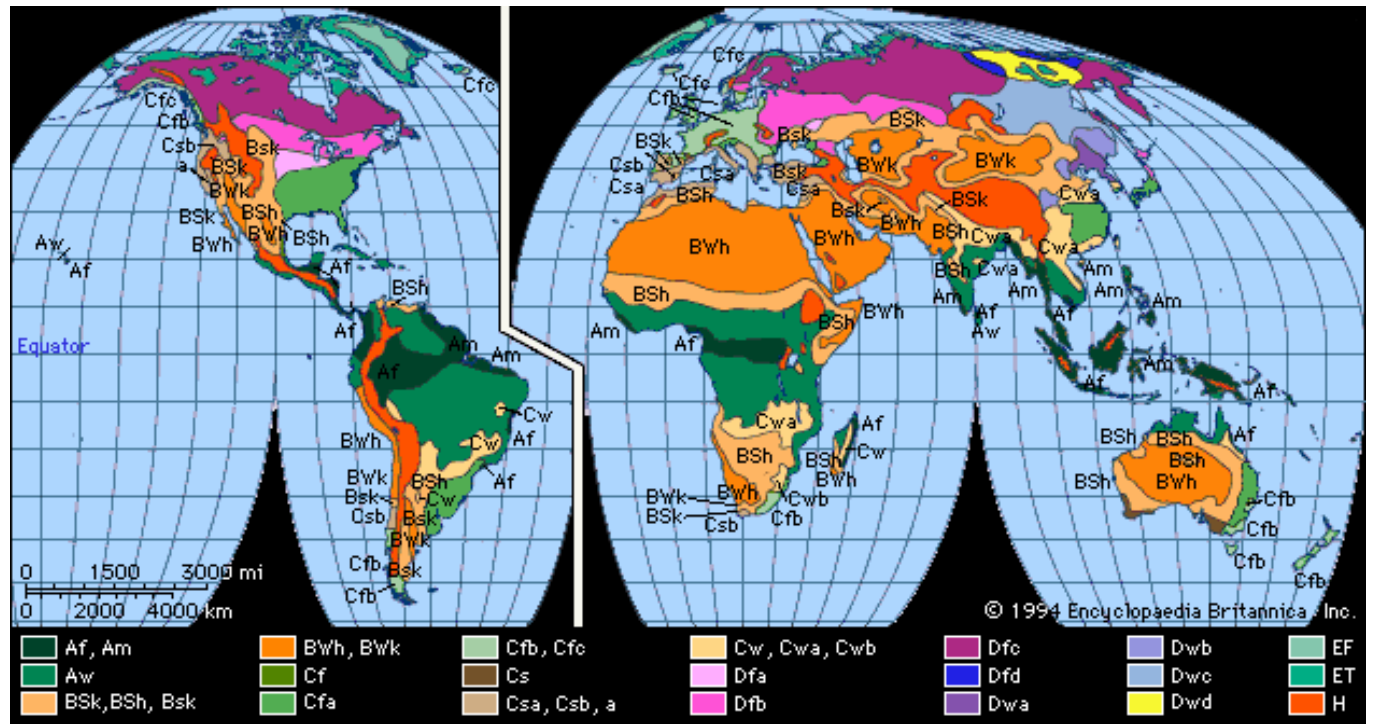 Cfc
Cfc
Cfc
Cfc
Cfb
Cfb
Csb
a
Bsk
BSk
BWk
BSk
BSk
Csb
Csa
BSh
Csa
Bsk
Bsk
Csa
BSk
BWk
BWk
BSk
Cwa
BSk
BWh
BSh
BWh
BWh
BSh
Aw
Af
Af
BWh
BWh
Bsk
BWh
BSh
Cwa
Cwa
BSh
Cwa
Am
Am
Am
Am
Am
Af
Aw
Af
BSh
Af
BSh
BSh
BWh
Am
Af
Equator
Am
Am
Af
Am
Af
Af
Cw
Cw
Af
Af
BWh
BWk
BSh
Bsk
Cw
Csb
Bsk
BWk
Cfb
Bsk
Cfb
Cwa
Af
BSh
BSh
Cw
BWh
BWh
BWk
Cwb
BSk
Csb
Cfb
BSh
BSh
Af
BSh
BSh
BWh
Cfb
Cfb
Cfb
Cfb
0 1500 3000 mi
0 2000 4000 km
© 1994 Encyclopaedia Britannica, Inc.
Af, Am
BWh, BWk
Cfb, Cfc
Cw, Cwa, Cwb
Dfc
Dwb
EF
Aw
Cf
Cs
Dfa
Dfd
Dwc
ET
BSk,BSh, Bsk
Cfa
Csa, Csb, a
Dfb
Dwa
Dwd
H